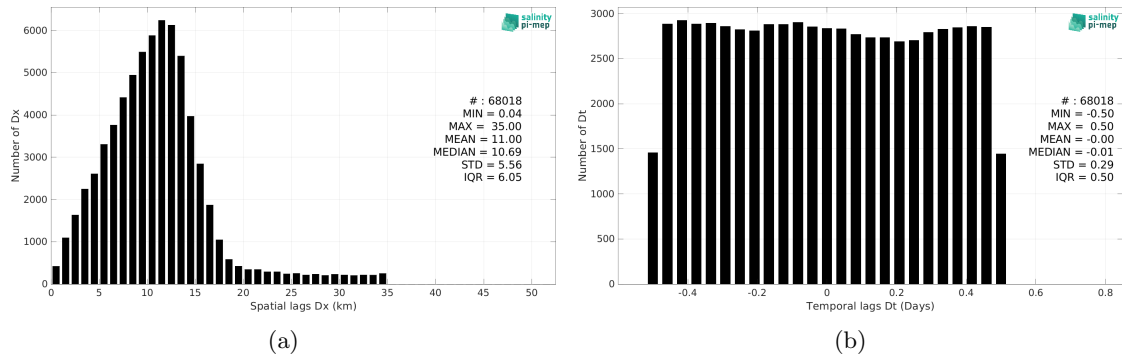 6000
5000
4000
3000
2000
1000
0
Number of Dx
0 5 10 15 20 25 30 35 40 45 50
Spatial lags Dx (km)
salinity
pi-mep
# : 68018
MIN = 0.04
MAX = 35.00
MEAN = 11.00
MEDIAN = 10.69
STD = 5.56
IQR = 6.05
(a)
3000
2500
2000
1500
1000
500
0
Number of Dt
-0.4 -0.2 0 0.2 0.4 0.6 0.8
Temporal lags Dt (Days)
salinity
pi-mep
# : 68018
MIN = -0.50
MAX = 0.50
MEAN = -0.00
MEDIAN = -0.01
STD = 0.29
IQR = 0.50
(b)